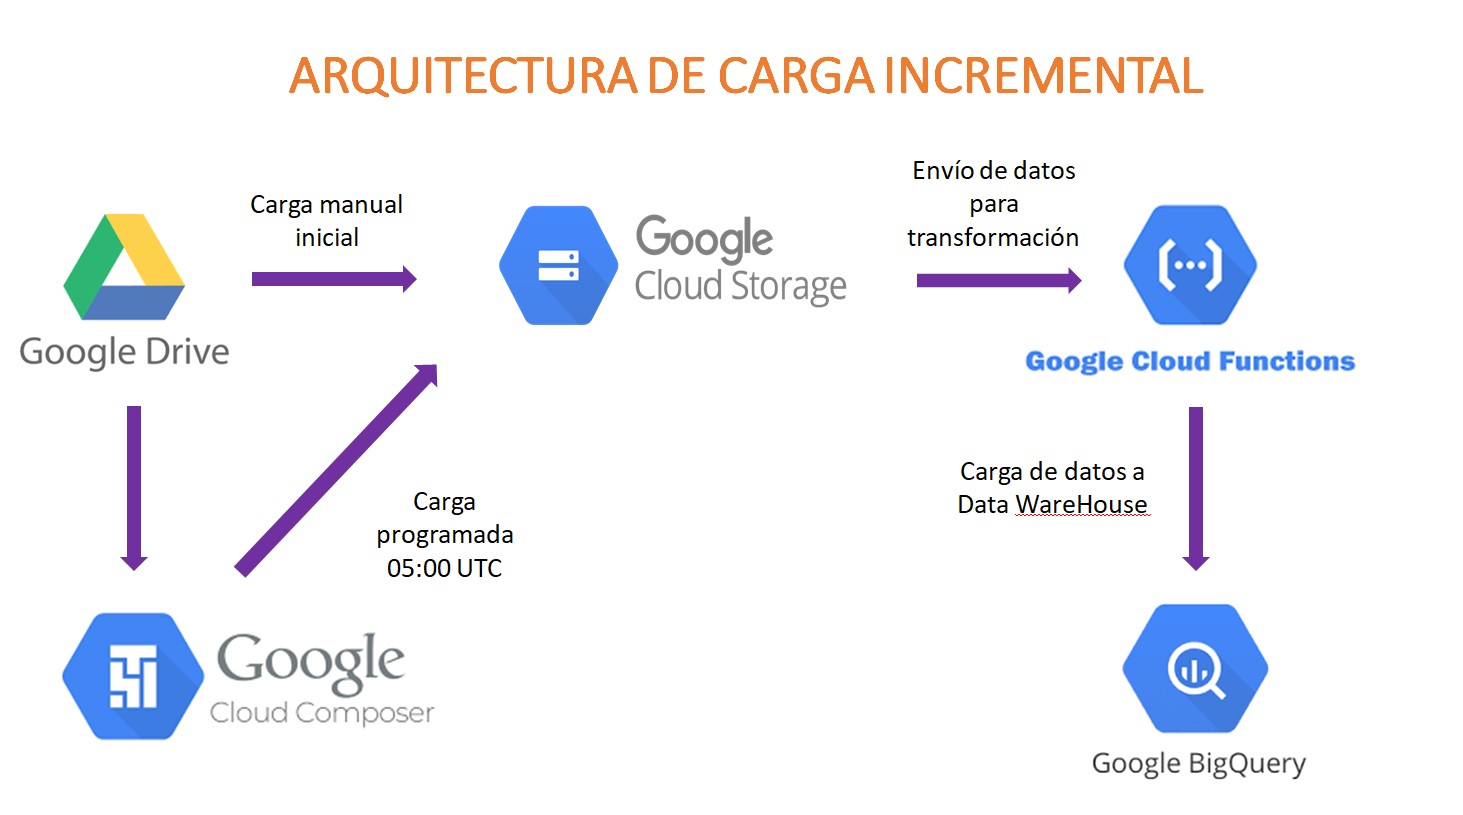 ARQUITECTURA DE CARGA INCREMENTAL
Carga manual
inicial
Google Drive
Google
Cloud Storage
Envío de datos
para
transformación
Google Cloud Functions
Carga
programada
05:00 UTC
Google
Cloud Composer
Carga de datos a
Data WareHouse
Google BigQuery